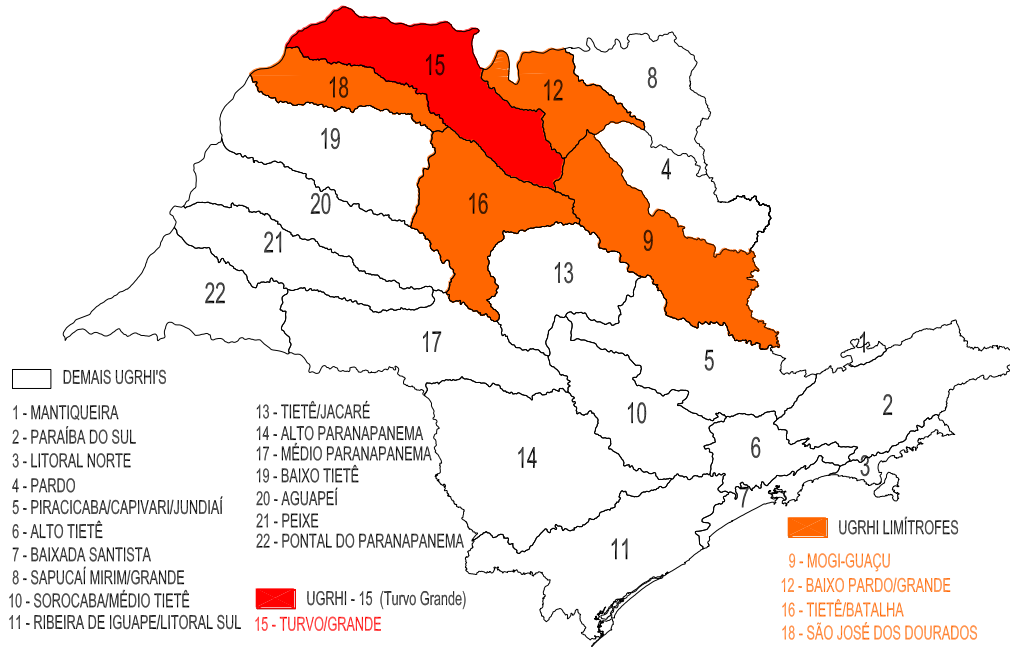 15
8
18
12
19
4
20
16
9
21
13
22
17
1
5
2
10
6
14
3
7
11
DEMAIS UGRHI'S
1 - MANTIQUEIRA
2 - PARAÍBA DO SUL
3 - LITORAL NORTE
4 - PARDO
5 - PIRACICABA/CAPIVARI/JUNDIAÍ
6 - ALTO TIETÊ
7 - BAIXADA SANTISTA
8 - SAPUCAÍ MIRIM/GRANDE
10 - SOROCABA/MÉDIO TIETÊ
11 - RIBEIRA DE IGUAPE/LITORAL SUL
13 - TIETÊ/JACARÉ
14 - ALTO PARANAPANEMA
17 - MÉDIO PARANAPANEMA
19 - BAIXO TIETÊ
20 - AGUAPEÍ
21 - PEIXE
22 - PONTAL DO PARANAPANEMA
UGRHI - 15 (Turvo Grande)
15 - TURVO/GRANDE
UGRHI LIMÍTROFES
9 - MOGI-GUAÇU
12 - BAIXO PARDO/GRANDE
16 - TIETÊ/BATALHA
18 - SÃO JOSÉ DOS DOURADOS